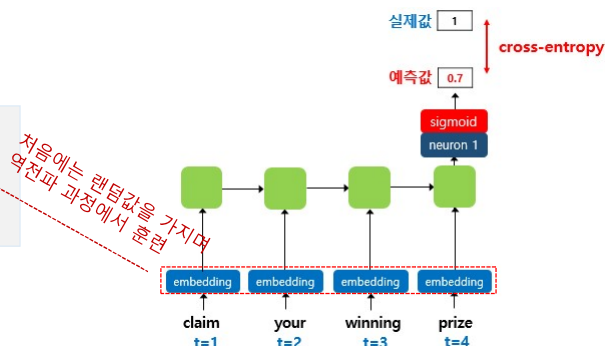 실제값 1
cross-entropy
예측값 0.7
sigmoid
neuron 1
처음에는 랜덤값을 가지며
역전파 과정에서 훈련
embedding embedding embedding embedding
claim your winning prize
t=1 t=2 t=3 t=4